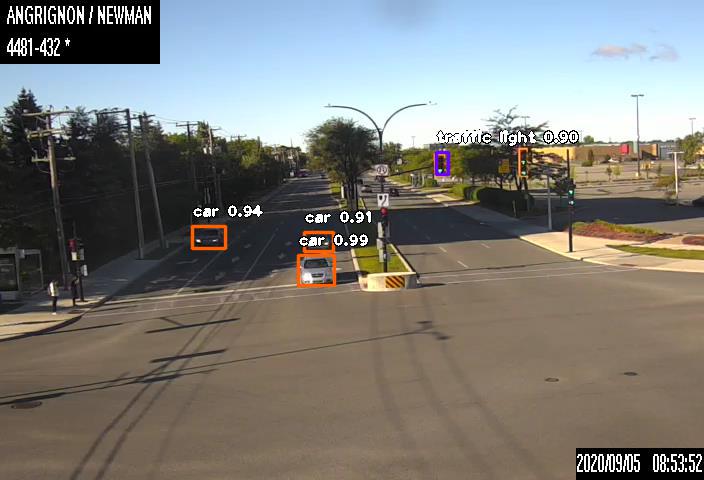 ANGRIGNON / NEWMAN
4481-432 *
traffic light 0.90
car 0.94
car 0.91
car 0.99
2020/09/05 08:53:52